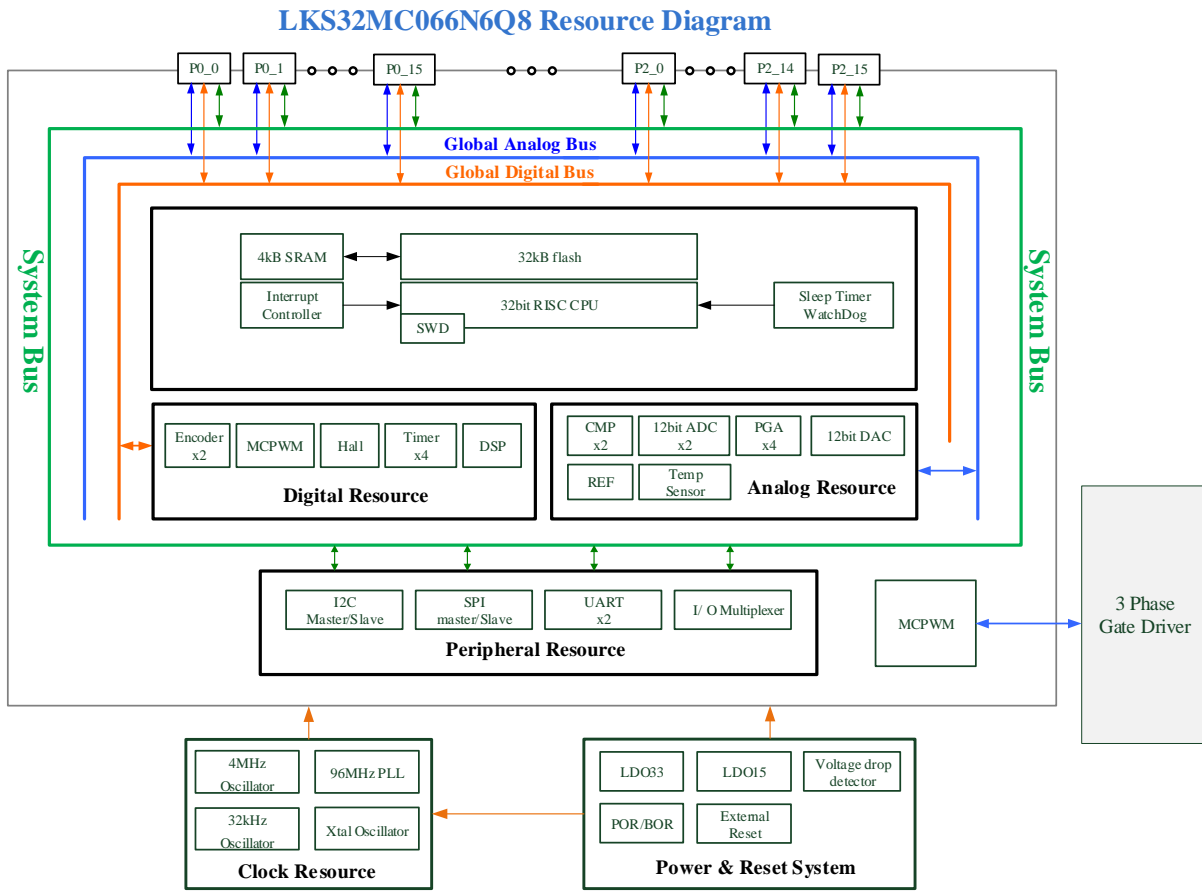 LKS32MC066N6Q8 Resource Diagram
P0_0
P0_1
P0_15
P2_0
P2_14
P2_15
Global Analog Bus
Global Digital Bus
System Bus
System Bus
4kB SRAM
32kB flash
Interrupt
Controller
32bit RISC CPU
SWD
Sleep Timer
WatchDog
Encoder
x2
MCPWM
Hall
Timer
x4
DSP
Digital Resource
CMP
x2
12bit ADC
x2
PGA
x4
12bit DAC
REF
Temp
Sensor
Analog Resource
I2C
Master/Slave
SPI
master/Slave
UART
x2
I/ O Multiplexer
Peripheral Resource
MCPWM
3 Phase
Gate Driver
4MHz
Oscillator
96MHz PLL
32kHz
Oscillator
Xtal Oscillator
Clock Resource
LDO33
LDO15
Voltage drop
detector
POR/BOR
External
Reset
Power & Reset System